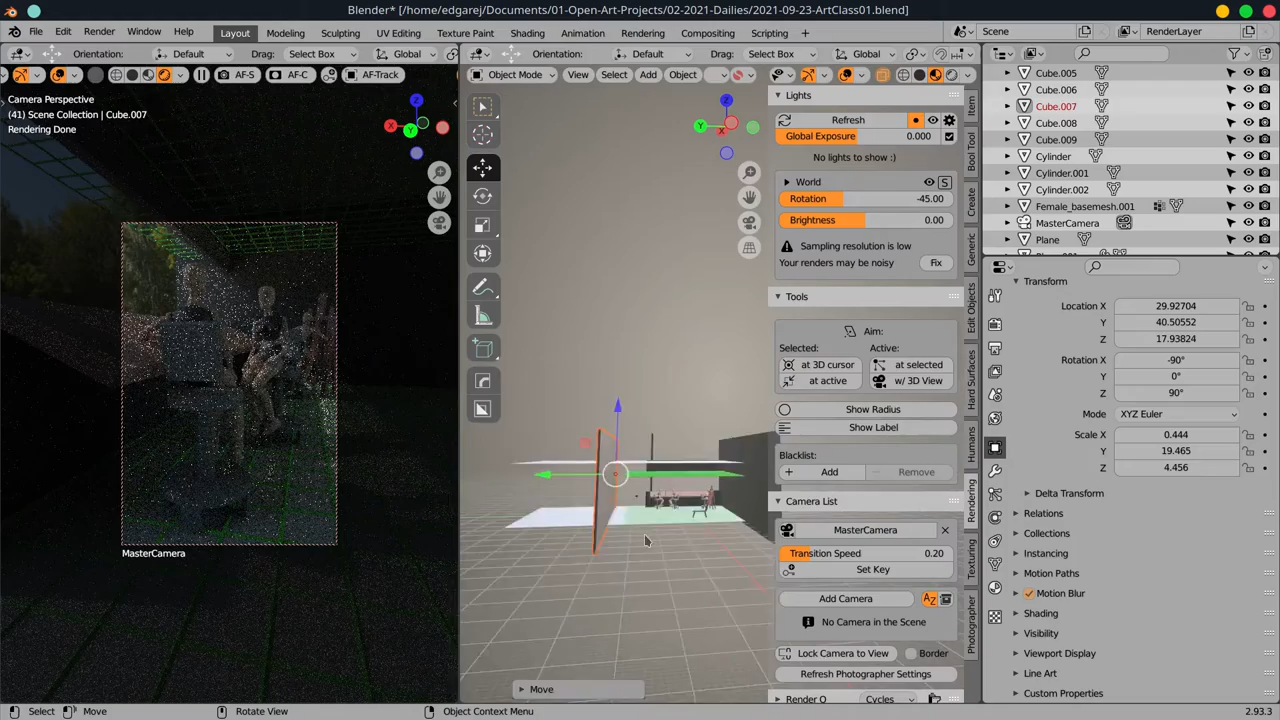 Blender* [/home/edgarej/Documents/01-Open-Art-Projects/02-2021-Dailies/2021-09-23-ArtClass01.blend]
File Edit Render Window Help Layout Modeling Sculpting UV Editing Texture Paint Shading Animation Rendering Compositing Scripting + Scene RenderLayer
Orientation: Default Drag: Select Box Global
Orientation: Default Drag: Select Box Global
AF-S AF-C AF-Track
Object Mode View Select Add Object
Camera Perspective
(41) Scene Collection | Cube.007
Rendering Done
Z
X
Y
MasterCamera
Z
Y
X
Move
Lights
Refresh
Global Exposure 0.000
No lights to show :)
World S
Rotation -45.00
Brightness 0.00
Sampling resolution is low
Your renders may be noisy Fix
Tools
Aim:
Selected: Active:
at 3D cursor at selected
at active w/ 3D View
Show Radius
Show Label
Blacklist:
Add Remove
Camera List
MasterCamera
Transition Speed 0.20
Set Key
Add Camera
No Camera in the Scene
Lock Camera to View Border
Refresh Photographer Settings
Render O Cycles
Item
Bool Tool
Create
Generic
Edit Objects
Hard Surfaces
Humans
Rendering
Texturing
Photographer
Cube.005
Cube.006
Cube.007
Cube.008
Cube.009
Cylinder
Cylinder.001
Cylinder.002
Female_basemesh.001
MasterCamera
Plane
Transform
Location X 29.92704
Y 40.50552
Z 17.93824
Rotation X -90°
Y 0°
Z 90°
Mode XYZ Euler
Scale X 0.444
Y 19.465
Z 4.456
Delta Transform
Relations
Collections
Instancing
Motion Paths
Motion Blur
Shading
Visibility
Viewport Display
Line Art
Custom Properties
Select Move Rotate View Object Context Menu 2.93.3